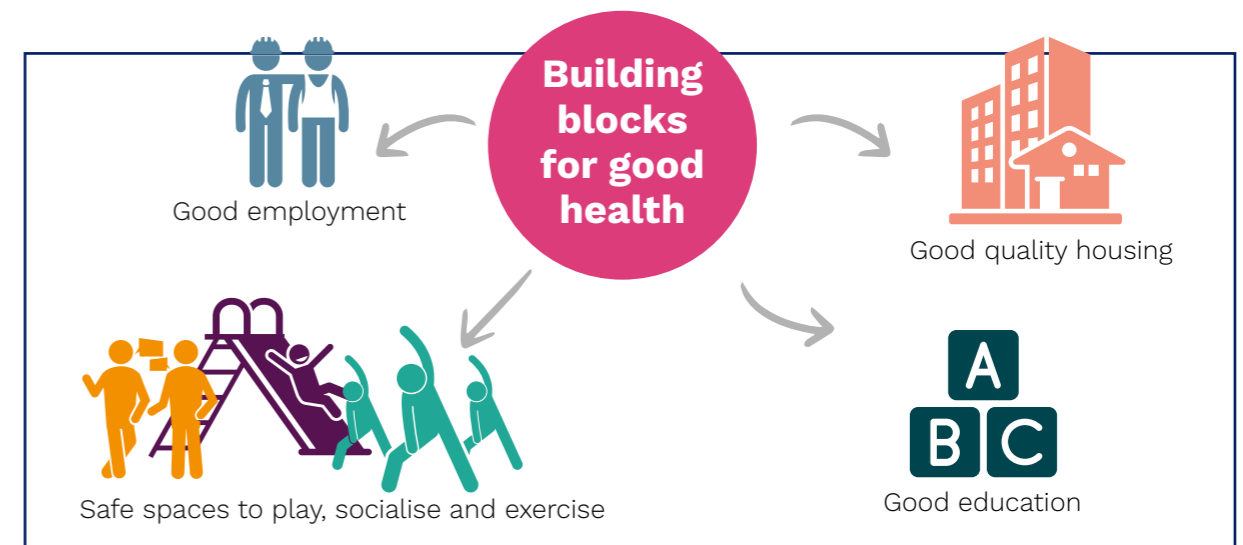 Building
blocks
for good
health
Good employment
Good quality housing
Safe spaces to play, socialise and exercise
A
B C
Good education